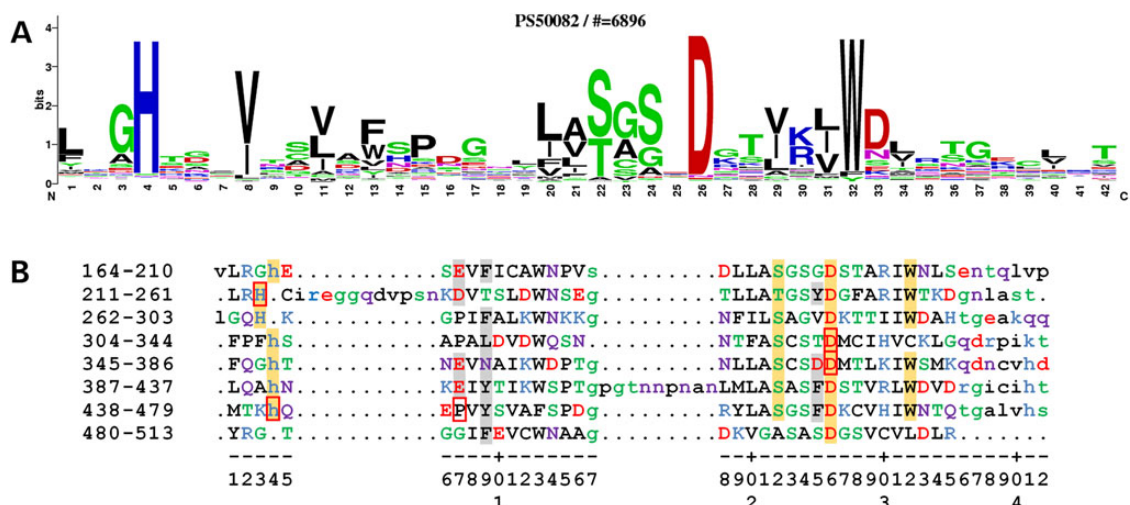 A
PS50082 / #=6896
bits
4
3
2
1
0
1 2 3 4 5 6 7 8 9 10 11 12 13 14 15 16 17 18 19 20 21 22 23 24 25 26 27 28 29 30 31 32 33 34 35 36 37 38 39 40 41 42
N C
B
164-210 vLRGhE...........SEVFICAWNPVs.........DLLASGSGDSTARIWNLSentqlvp
211-261 .LRH.CireggqdvpsnKDVTSLDWNSEg.........TLLATGSYDGFARIWTKDgnlast.
262-303 lGQH.K...........GPIFALKWNKKg.........NFILSAGVDKTTIIWDAHtgeakqq
304-344 .FPFhS...........APALDVDWQSN..........NTFASCSTDMCIHVCKLGqdrpikt
345-386 .FQGhT...........NEVNAIKWDPTg.........NLLASCSDDMTLKIWSMKqdncvhd
387-437 .LQAhN...........KEIYTIKWSPTgpgtnnpnanLMLASASFDSTVRLWDVDrgiciht
438-479 .MTKhQ...........EPVYSVAFSPDg.........RYLASGSFDKCVHIWNTQtgalvhs
480-513 .YRG.T...........GGIFEVCWNAAg.........DKVGASASDGSVCVLDLR.......
----- ---+-------- --+---------+---------+--
12345 678901234567 8901234567890123456789012
1 2 3 4